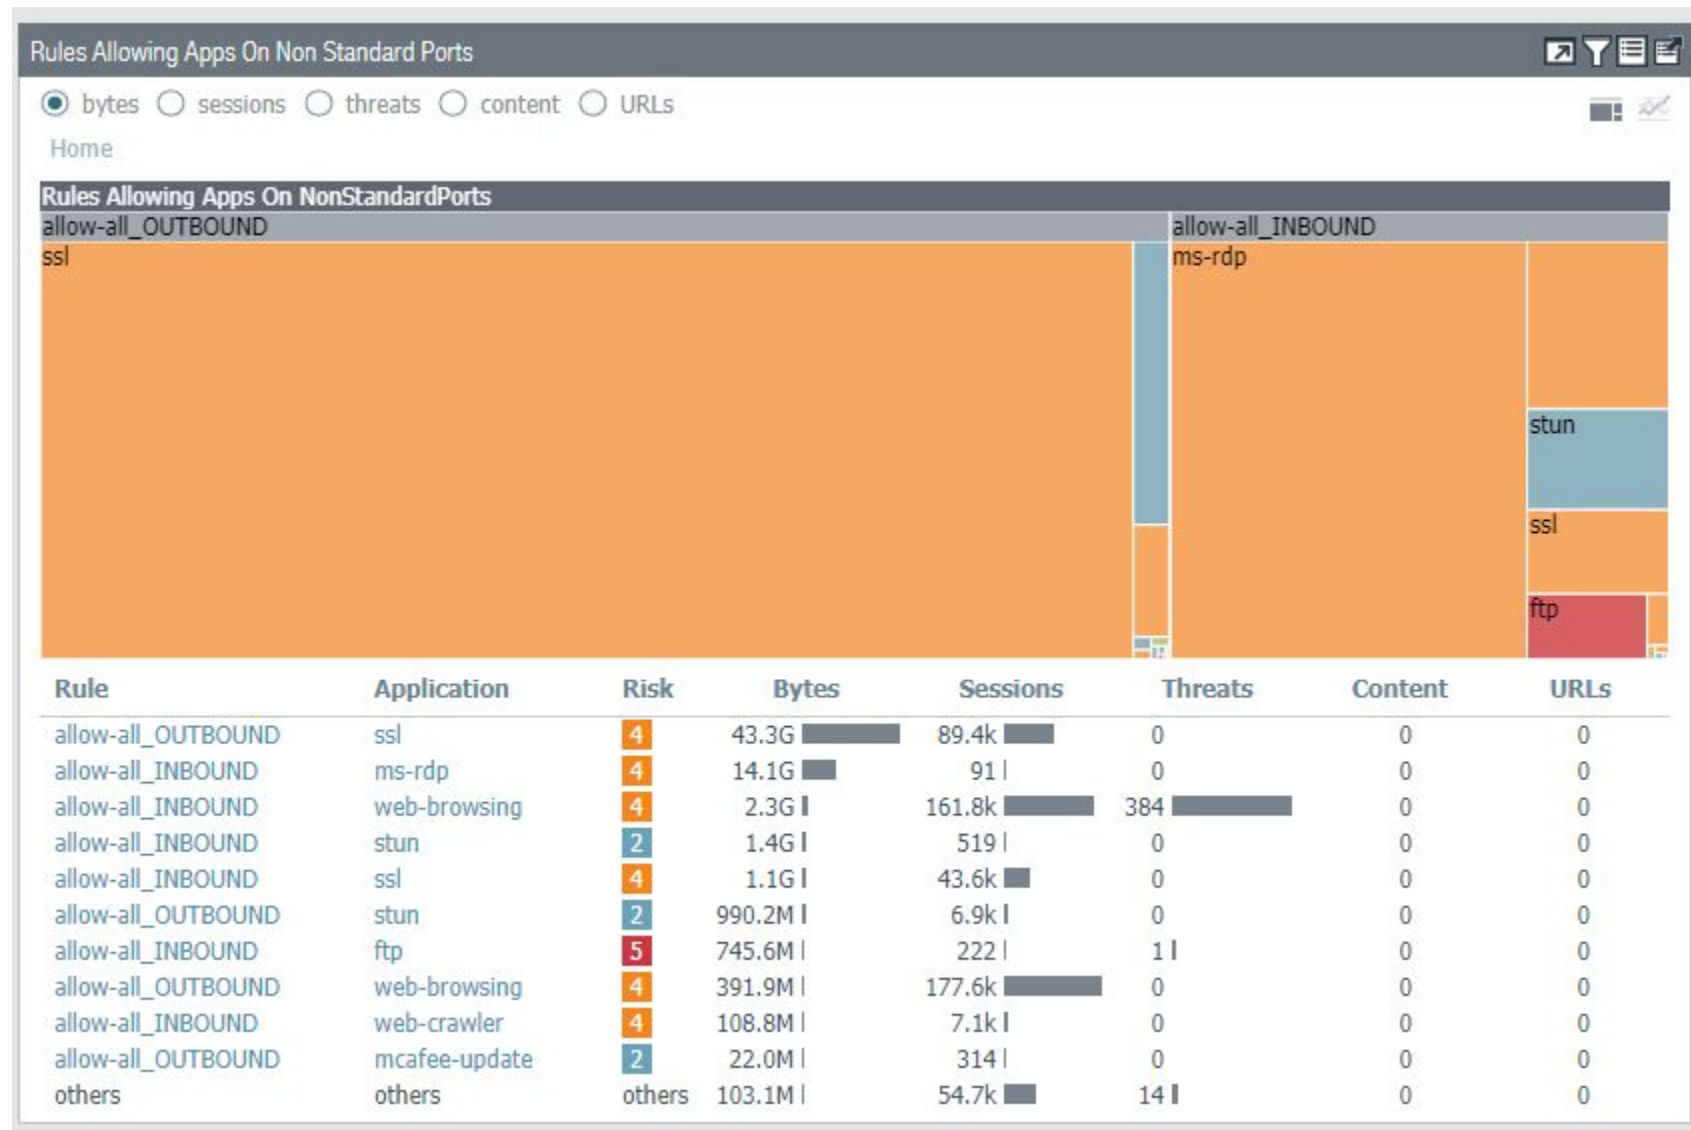 Rules Allowing Apps On Non Standard Ports
bytes sessions threats content URLs
Home
Rules Allowing Apps On NonStandardPorts
allow-all_OUTBOUND allow-all_INBOUND
ssl ms-rdp
stun
ssl
ftp
Rule Application Risk Bytes Sessions Threats Content URLs
allow-all_OUTBOUND ssl 4 43.3G 89.4k 0 0 0
allow-all_INBOUND ms-rdp 4 14.1G 91 0 0 0
allow-all_INBOUND web-browsing 4 2.3G 161.8k 384 0 0
allow-all_INBOUND stun 2 1.4G 519 0 0 0
allow-all_INBOUND ssl 4 1.1G 43.6k 0 0 0
allow-all_OUTBOUND stun 2 990.2M 6.9k 0 0 0
allow-all_INBOUND ftp 5 745.6M 222 1 0 0
allow-all_OUTBOUND web-browsing 4 391.9M 177.6k 0 0 0
allow-all_INBOUND web-crawler 4 108.8M 7.1k 0 0 0
allow-all_OUTBOUND mcafee-update 2 22.0M 314 0 0 0
others others others 103.1M 54.7k 14 0 0